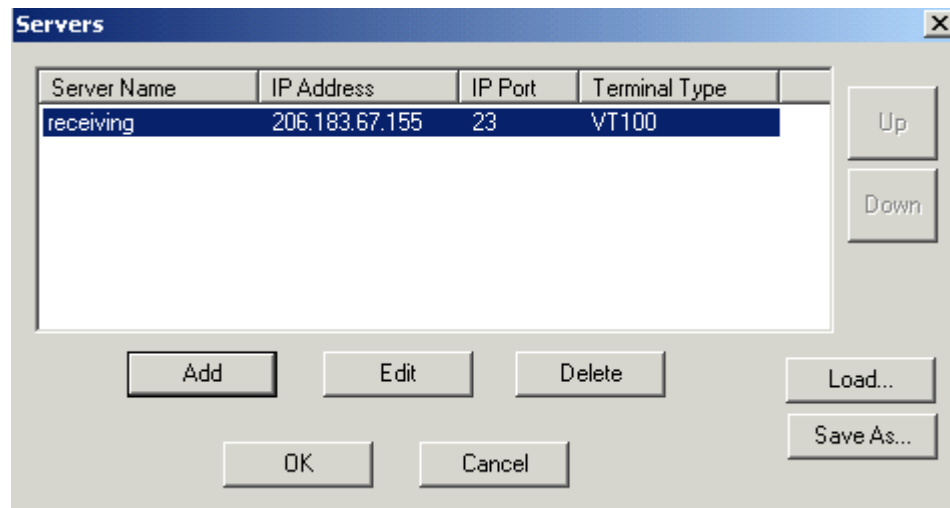 Servers
Server Name IP Address IP Port Terminal Type
receiving 206.183.67.155 23 VT100
Up
Down
Add Edit Delete
Load...
Save As...
OK Cancel